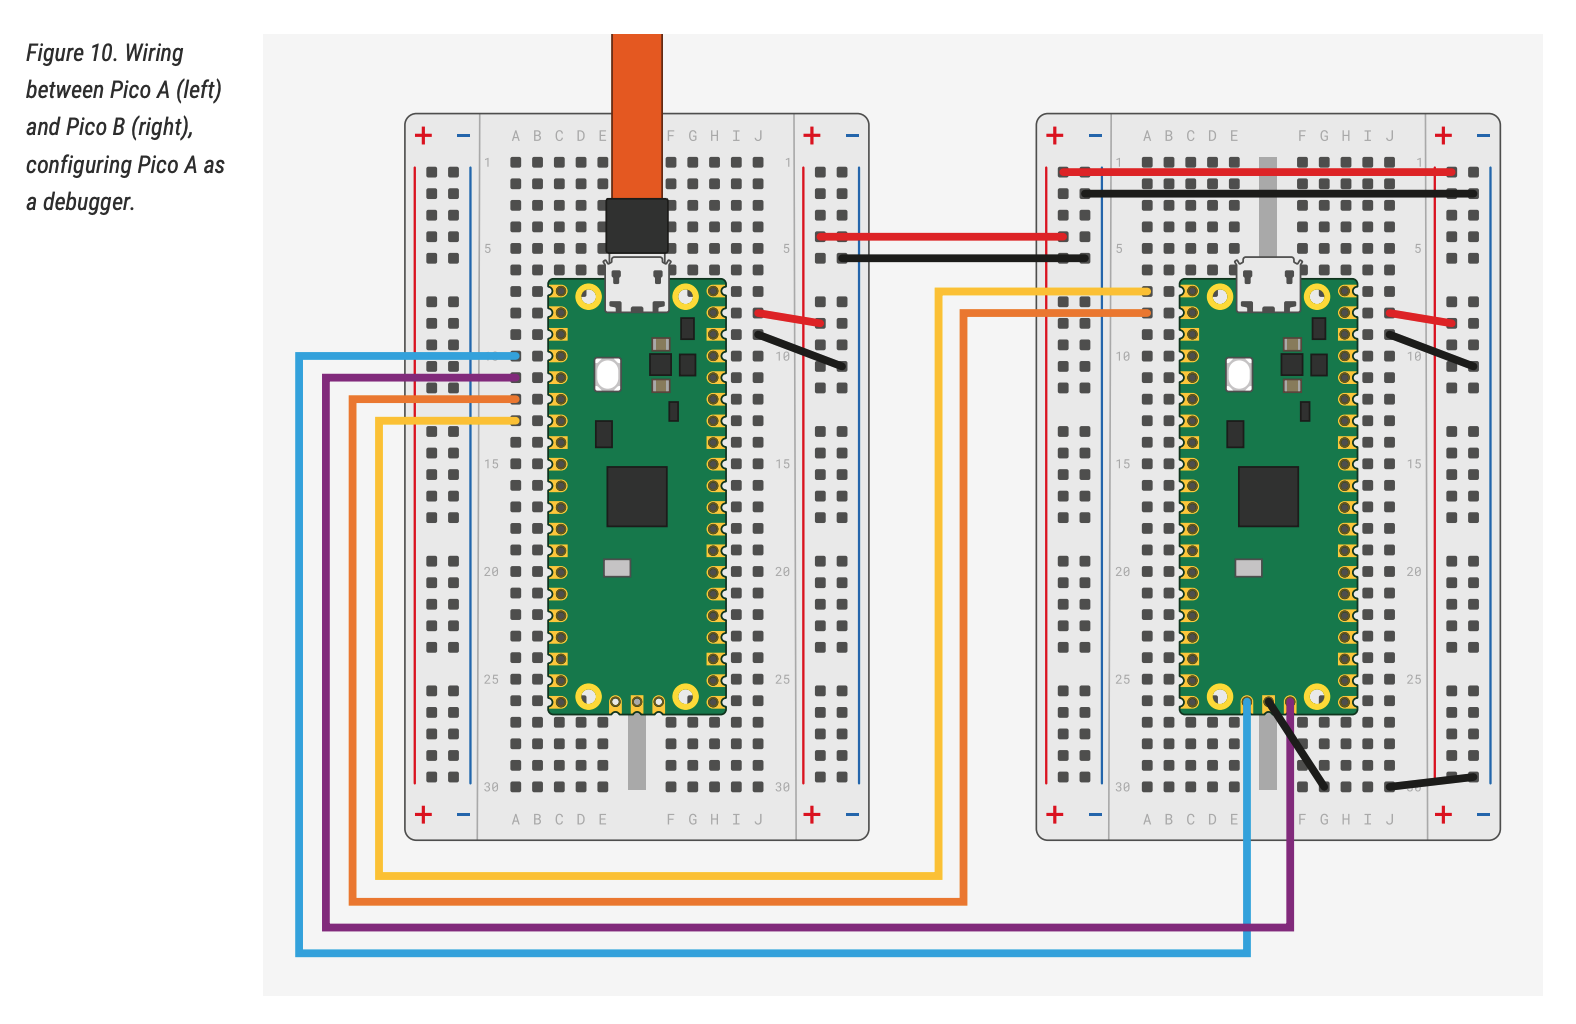 Figure 10. Wiring
between Pico A (left)
and Pico B (right),
configuring Pico A as
a debugger.
+ − + − + − + −
A B C D E F G H I J A B C D E F G H I J
1 1 1 1
5 5 5 5
10 10 10
15 15 15 15
20 20 20 20
25 25 25 25
30 30 30
+ − + − + − + −
A B C D E F G H I J A B C D E F G H I J